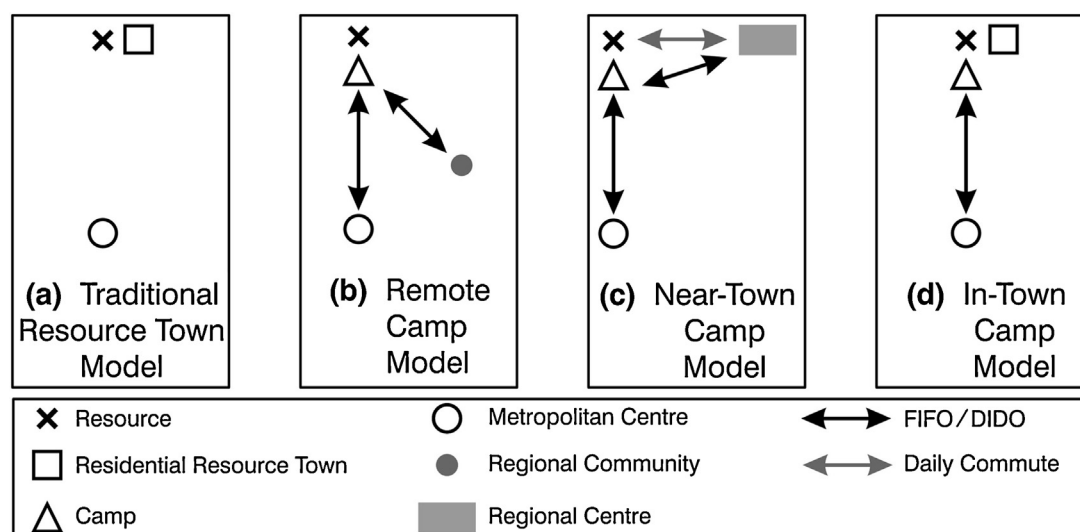 (a) Traditional
Resource Town
Model
(b) Remote
Camp
Model
(c) Near-Town
Camp
Model
(d) In-Town
Camp
Model
Resource
Metropolitan Centre
FIFO/DIDO
Residential Resource Town
Regional Community
Daily Commute
Camp
Regional Centre